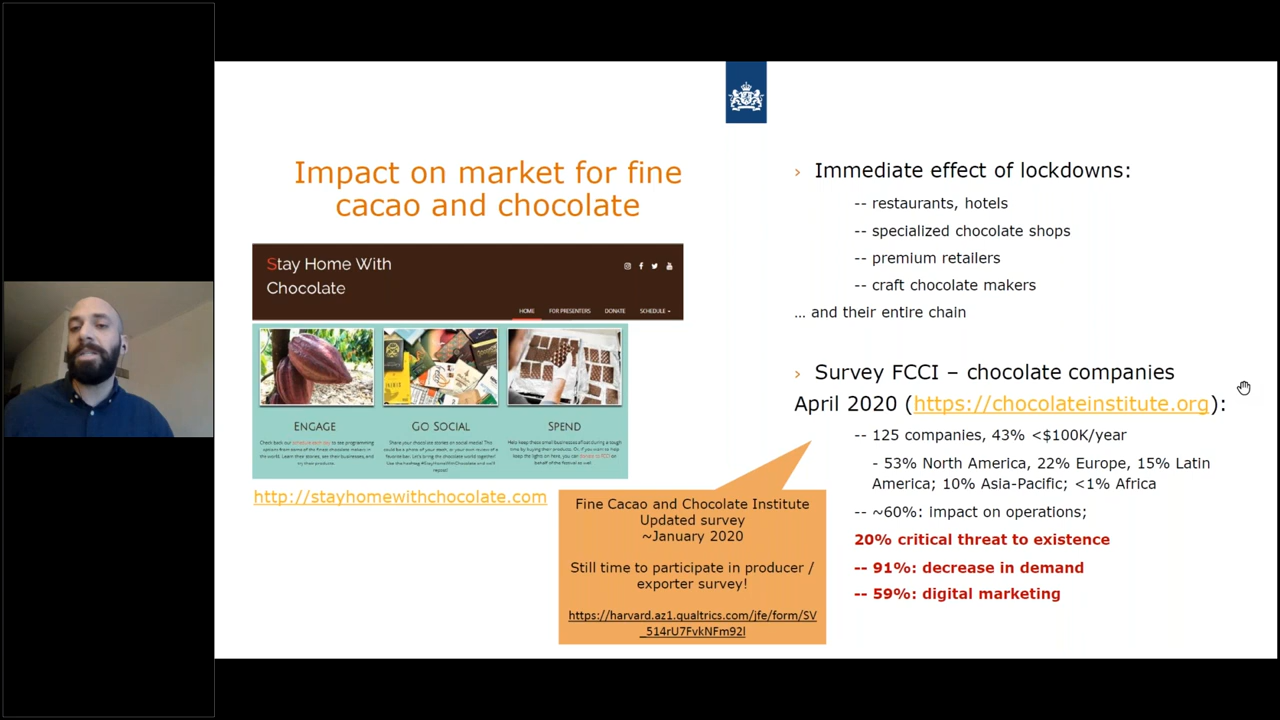 Impact on market for fine
cacao and chocolate
Stay Home With
Chocolate
HOME FOR PRESENTERS DONATE SCHEDULE
ENGAGE
GO SOCIAL
SPEND
http://stayhomewithchocolate.com
Fine Cacao and Chocolate Institute
Updated survey
~January 2020
Still time to participate in producer /
exporter survey!
https://harvard.az1.qualtrics.com/jfe/form/SV
_514rU7FvkNFm92l
› Immediate effect of lockdowns:
-- restaurants, hotels
-- specialized chocolate shops
-- premium retailers
-- craft chocolate makers
… and their entire chain
› Survey FCCI – chocolate companies
April 2020 (https://chocolateinstitute.org):
-- 125 companies, 43% <$100K/year
- 53% North America, 22% Europe, 15% Latin
America; 10% Asia-Pacific; <1% Africa
-- ~60%: impact on operations;
20% critical threat to existence
-- 91%: decrease in demand
-- 59%: digital marketing